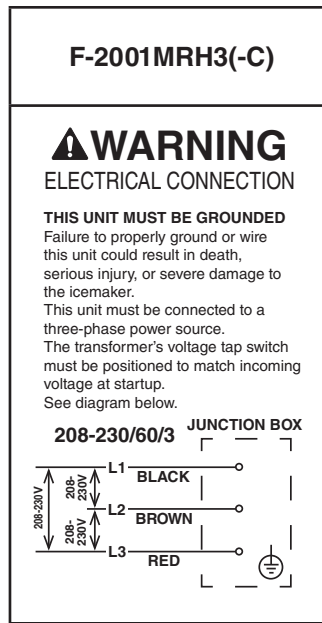 F-2001MRH3(-C)
WARNING
ELECTRICAL CONNECTION
THIS UNIT MUST BE GROUNDED
Failure to properly ground or wire
this unit could result in death,
serious injury, or severe damage to
the icemaker.
This unit must be connected to a
three-phase power source.
The transformer's voltage tap switch
must be positioned to match incoming
voltage at startup.
See diagram below.
208-230/60/3
JUNCTION BOX
208-230V
208-
230V
208-
230V
L1
BLACK
L2
BROWN
L3
RED